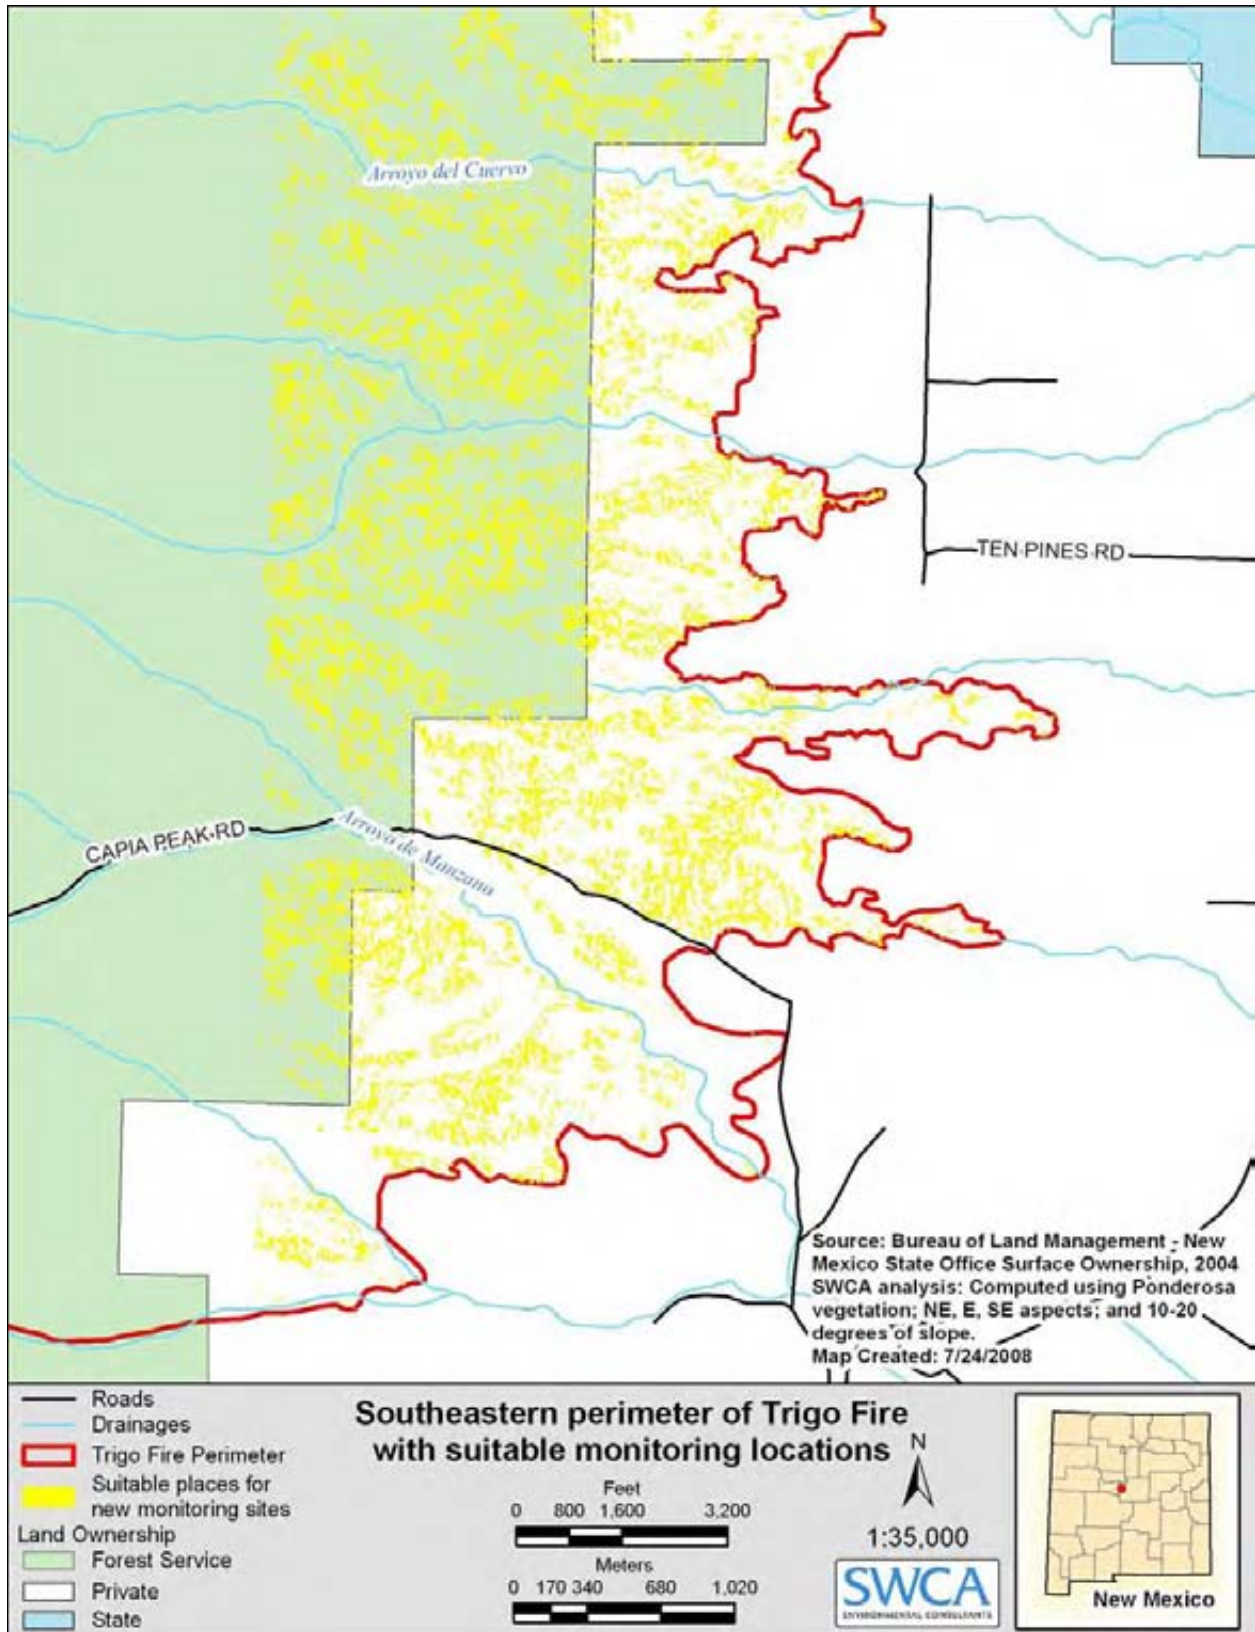 Arroyo del Cuervo
TEN PINES RD
CAPIA PEAK RD
Arroyo de Manzano
Source: Bureau of Land Management - New
Mexico State Office Surface Ownership, 2004
SWCA analysis: Computed using Ponderosa
vegetation; NE, E, SE aspects; and 10-20
degrees of slope.
Map Created: 7/24/2008
Roads
Drainages
Trigo Fire Perimeter
Suitable places for
new monitoring sites
Land Ownership
Forest Service
Private
State
Southeastern perimeter of Trigo Fire
with suitable monitoring locations
Feet
0 800 1,600 3,200
Meters
0 170 340 680 1,020
N
1:35,000
SWCA
ENVIRONMENTAL CONSULTANTS
New Mexico